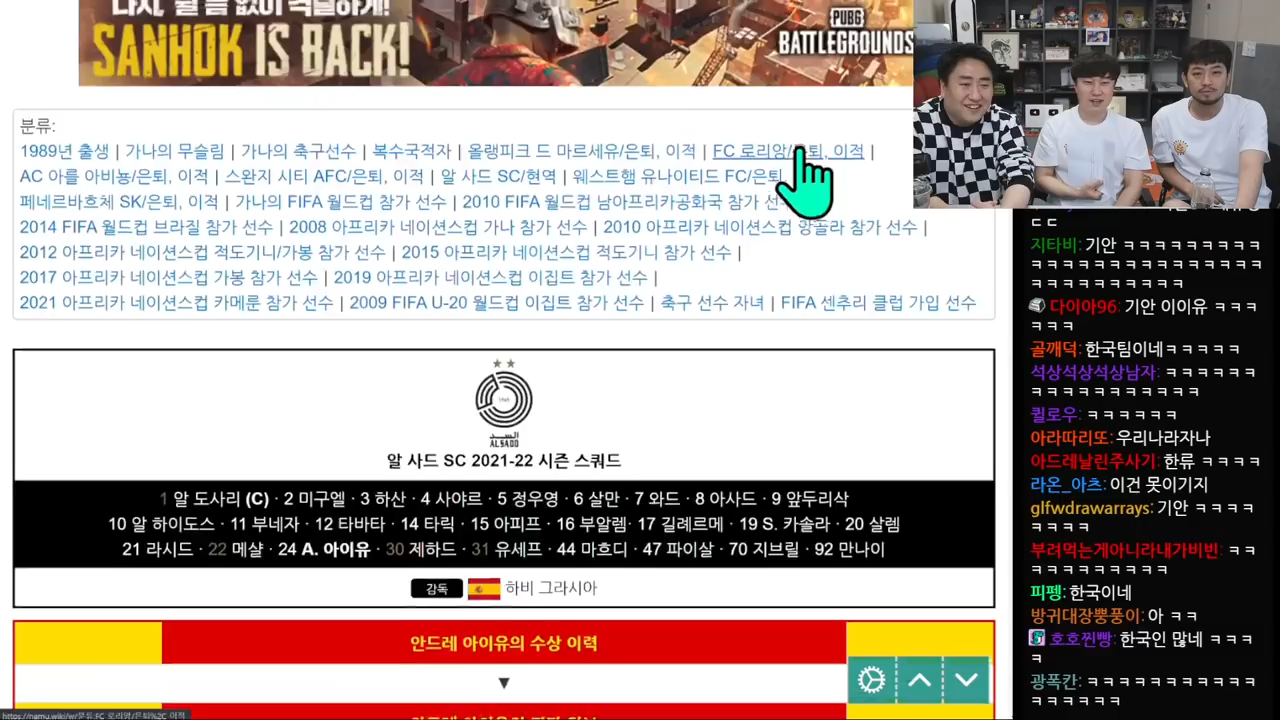 SANHOK IS BACK!
PUBG
BATTLEGROUNDS
분류:
1989년 출생 | 가나의 무슬림 | 가나의 축구선수 | 복수국적자 | 올랭피크 드 마르세유/은퇴, 이적 | FC 로리앙/은퇴, 이적 |
AC 아를 아비뇽/은퇴, 이적 | 스완지 시티 AFC/은퇴, 이적 | 알 사드 SC/현역 | 웨스트햄 유나이티드 FC/은퇴,
페네르바흐체 SK/은퇴, 이적 | 가나의 FIFA 월드컵 참가 선수 | 2010 FIFA 월드컵 남아프리카공화국 참가
2014 FIFA 월드컵 브라질 참가 선수 | 2008 아프리카 네이션스컵 가나 참가 선수 | 2010 아프리카 네이션스컵 앙골라 참가 선수 |
2012 아프리카 네이션스컵 적도기니/가봉 참가 선수 | 2015 아프리카 네이션스컵 적도기니 참가 선수 |
2017 아프리카 네이션스컵 가봉 참가 선수 | 2019 아프리카 네이션스컵 이집트 참가 선수 |
2021 아프리카 네이션스컵 카메룬 참가 선수 | 2009 FIFA U-20 월드컵 이집트 참가 선수 | 축구 선수 자녀 | FIFA 센추리 클럽 가입 선수
السد
AL SADD
알 사드 SC 2021-22 시즌 스쿼드
1 알 도사리 (C) · 2 미구엘 · 3 하산 · 4 사야르 · 5 정우영 · 6 살만 · 7 와드 · 8 아사드 · 9 앞두리삭
10 알 하이도스 · 11 부네자 · 12 타바타 · 14 타릭 · 15 아피프 · 16 부알렘 · 17 길레르메 · 19 S. 카솔라 · 20 살렘
21 라시드 · 22 메샬 · 24 A. 아이유 · 30 제하드 · 31 유세프 · 44 마흐디 · 47 파이살 · 70 지브릴 · 92 만나이
감독 하비 그라시아
안드레 아이유의 수상 이력
▼
ㄷㄷ
지타비: 기안 ㅋㅋㅋㅋㅋㅋㅋㅋㅋ
ㅋㅋㅋㅋㅋㅋㅋㅋㅋㅋㅋㅋㅋㅋㅋ
ㅋㅋㅋㅋㅋㅋㅋㅋㅋㅋ
다이아96: 기안 이이유 ㅋㅋㅋ
ㅋㅋㅋ
골깨덕: 한국팀이네ㅋㅋㅋㅋㅋ
석상석상석상남자: ㅋㅋㅋㅋㅋㅋ
ㅋㅋㅋㅋㅋㅋㅋㅋㅋㅋㅋ
퀼로우: ㅋㅋㅋㅋㅋㅋ
아라따리또: 우리나라자나
아드레날린주사기: 한류 ㅋㅋㅋㅋ
라온_아츠: 이건 못이기지
glfwdrawarrays: 기안 ㅋㅋㅋㅋ
ㅋㅋㅋㅋ
부려먹는게아니라내가비빈: ㅋㅋ
ㅋㅋㅋㅋㅋㅋㅋㅋㅋ
피펭: 한국이네
방귀대장뿡풍이: 아 ㅋㅋ
호호찐빵: 한국인 많네 ㅋㅋㅋ
ㅋ
광폭칸: ㅋㅋㅋㅋㅋㅋㅋㅋㅋㅋㅋ
ㅋㅋㅋㅋㅋㅋ